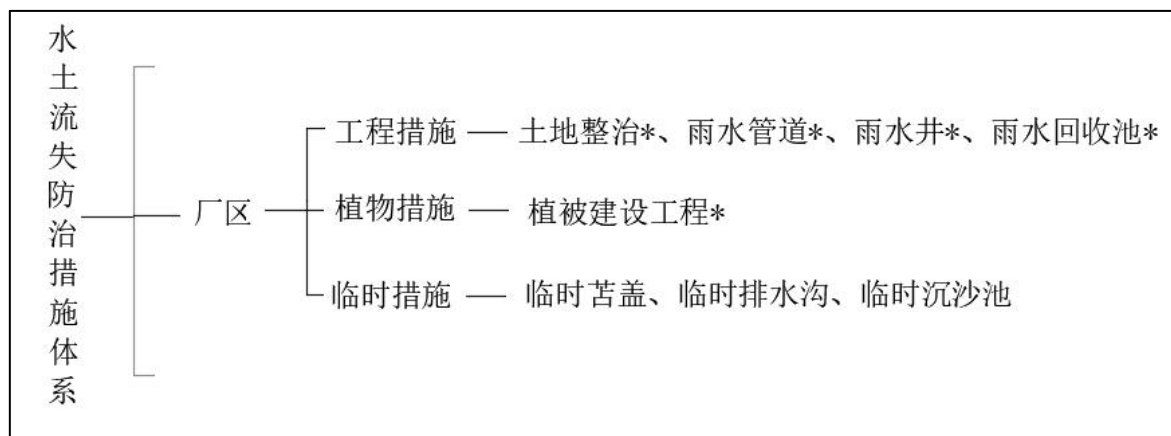 水土流失防治措施体系
厂区
工程措施
土地整治*、雨水管道*、雨水井*、雨水回收池*
植物措施
植被建设工程*
临时措施
临时苫盖、临时排水沟、临时沉沙池